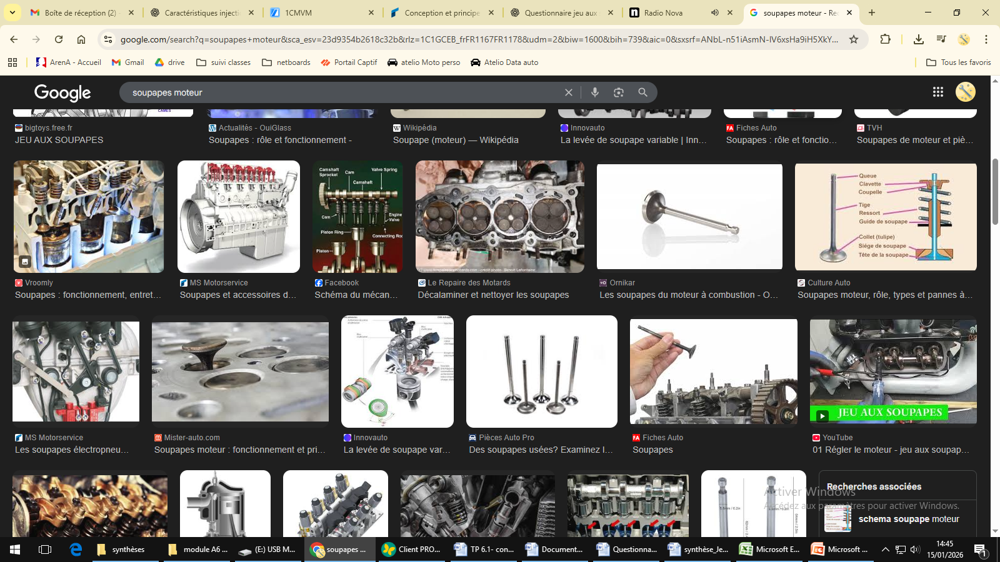 Boîte de réception (2)
Caractéristiques injecti
1CMVM
Conception et principe
Questionnaire jeu aux
Radio Nova
soupapes moteur - Re
google.com/search?q=soupapes+moteur&sca_esv=23d9354b2618c32b&rlz=1C1GCEB_frFR1167FR1178&udm=2&biw=1600&bih=739&aic=0&sxsrf=ANbL-n51iAsmN-lV6xsHa9iH5XkY...
ArenA - Accueil
Gmail
drive
suivi classes
netboards
Portail Captif
atelio Moto perso
Atelio Data auto
Tous les favoris
Google
soupapes moteur
CAMES
bigtoys.free.fr
JEU AUX SOUPAPES
Actualités - OuiGlass
Soupapes : rôle et fonctionnement -
Wikipédia
Soupape (moteur) — Wikipédia
Innovauto
La levée de soupape variable | Inn...
Fiches Auto
Soupapes : rôle et fonctio...
TVH
Soupapes de moteur et piè...
Camshaft Sprocket
Cam
Valve Spring
Camshaft
Cam
Engine Valve
Piston Ring
Connecting Ro
Piston
Queue
Clavette
Coupelle
Tige
Ressort
Guide de soupape
Collet (tulipe)
Siége de soupape
Tête de la soupape
Vroomly
Soupapes : fonctionnement, entret...
MS Motorservice
Soupapes et accessoires d...
Facebook
Schéma du mécan...
Le Repaire des Motards
Décalaminer et nettoyer les soupapes
Ornikar
Les soupapes du moteur à combustion - O...
Culture Auto
Soupapes moteur, rôle, types et pannes à...
JEU AUX SOUPAPES
MS Motorservice
Les soupapes électropneu...
Mister-auto.com
Soupapes moteur : fonctionnement et pri...
Innovauto
La levée de soupape var...
Pièces Auto Pro
Des soupapes usées? Examinez l...
Fiches Auto
Soupapes
YouTube
01 Régler le moteur - jeu aux soupap...
Recherches associées
schema soupape moteur
Activer Windows
Accédez aux paramètres pour activer Windows.
synthèses
module A6 ...
(E:) USB M...
soupapes ...
Client PRO...
TP 6.1- con...
Document...
Questionna...
synthèse_Je...
Microsoft E...
Microsoft ...
14:45
15/01/2026
1